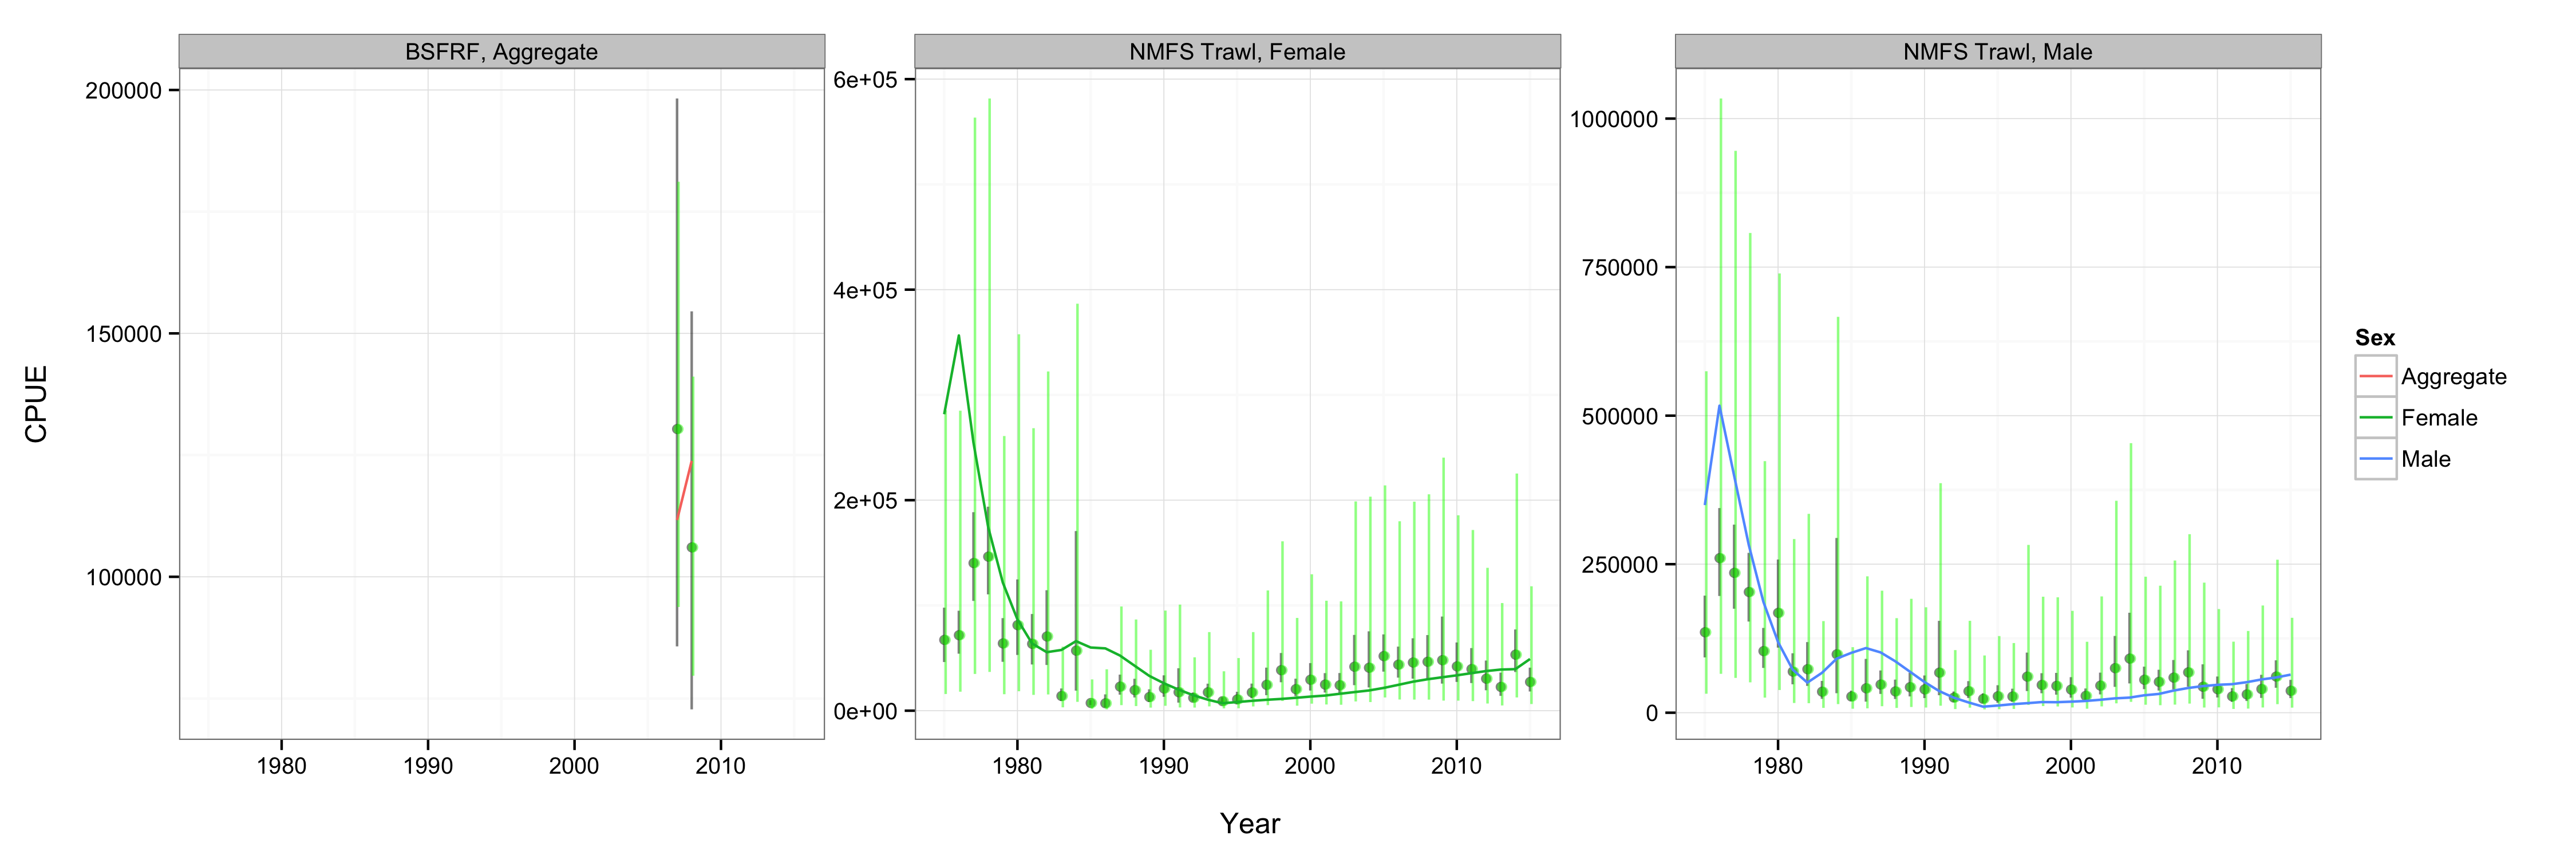 BSFRF, Aggregate
NMFS Trawl, Female
NMFS Trawl, Male
CPUE
200000
150000
100000
6e+05
4e+05
2e+05
0e+00
1000000
750000
500000
250000
0
1980 1990 2000 2010
1980 1990 2000 2010
1980 1990 2000 2010
Year
Sex
Aggregate
Female
Male